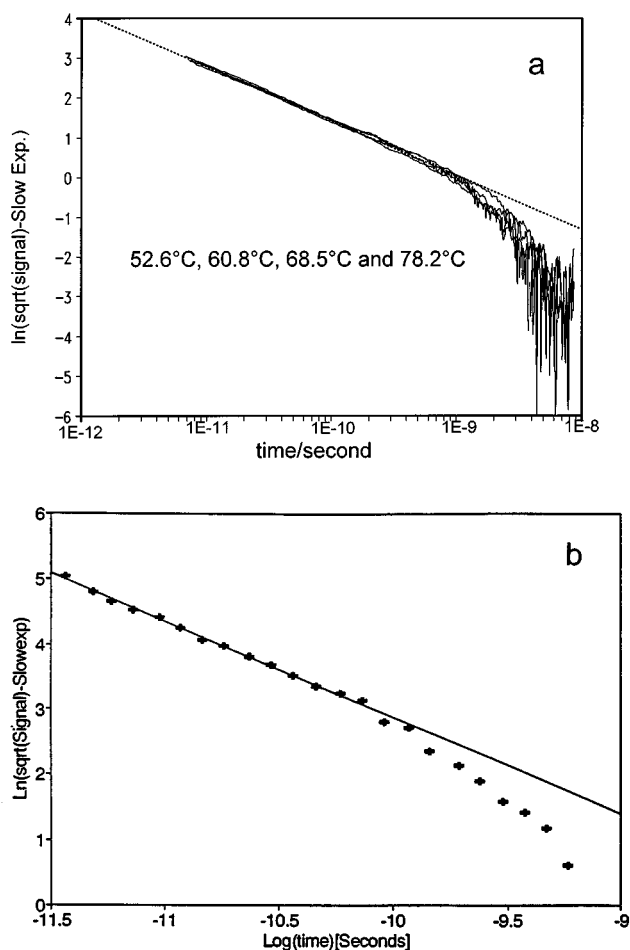 4
a
3
2
1
0
-1
-2
-3
-4
-5
-6
ln(sqrt(signal)-Slow Exp.)
52.6°C, 60.8°C, 68.5°C and 78.2°C
1E-12 1E-11 1E-10 1E-9 1E-8
time/second
6
b
5
4
3
2
1
0
Ln(sqrt(Signal)-Slowexp)
-11.5 -11 -10.5 -10 -9.5 -9
Log(time)[Seconds]